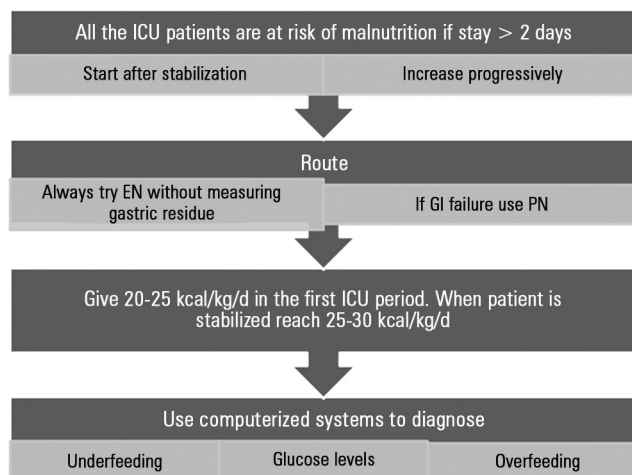 All the ICU patients are at risk of malnutrition if stay > 2 days
Start after stabilization
Increase progressively
Route
Always try EN without measuring
gastric residue
If GI failure use PN
Give 20-25 kcal/kg/d in the first ICU period. When patient is
stabilized reach 25-30 kcal/kg/d
Use computerized systems to diagnose
Underfeeding
Glucose levels
Overfeeding